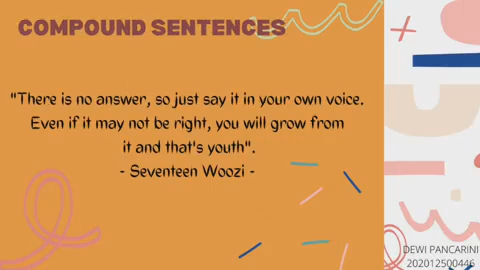 COMPOUND SENTENCES
"There is no answer, so just say it in your own voice.
Even if it may not be right, you will grow from
it and that's youth".
- Seventeen Woozi -
DEWI PANCARINI
202012500446